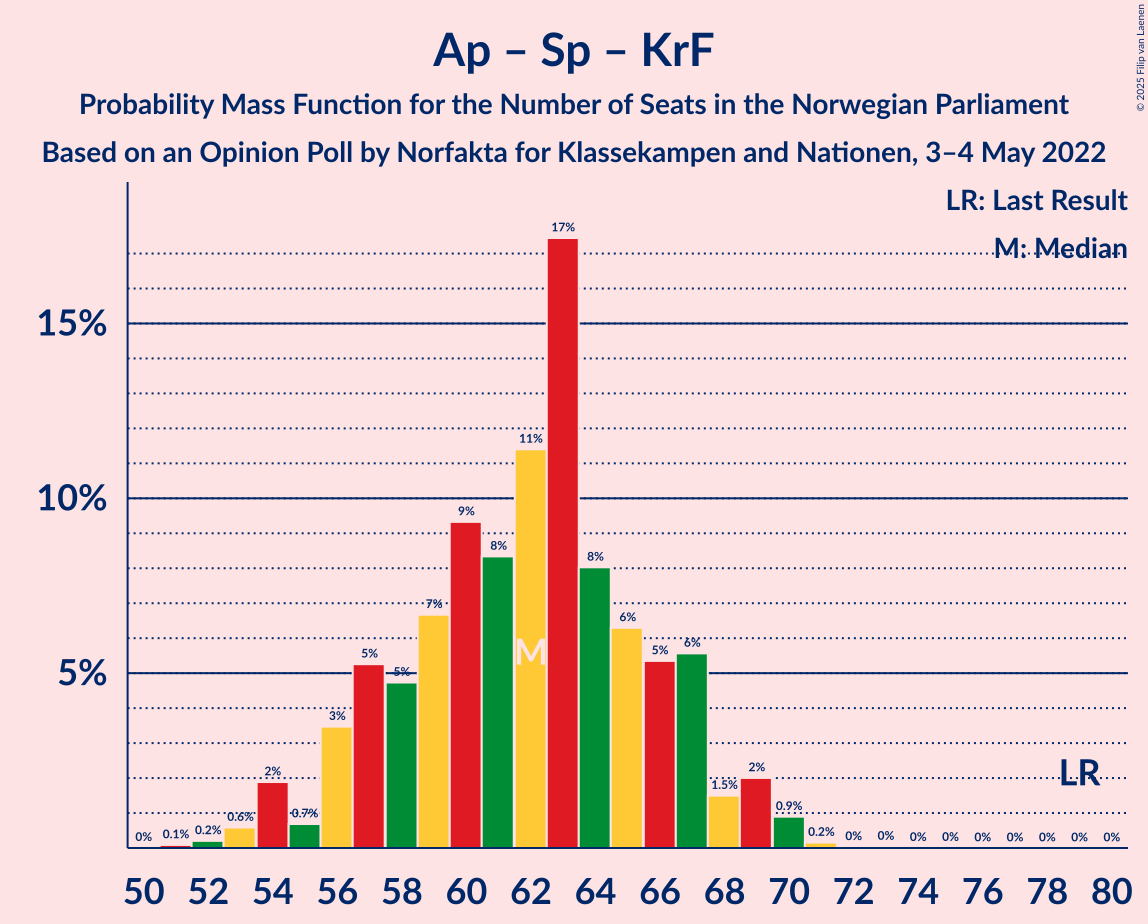 Ap – Sp – KrF
Probability Mass Function for the Number of Seats in the Norwegian Parliament
Based on an Opinion Poll by Norfakta for Klassekampen and Nationen, 3–4 May 2022
© 2025 Filip van Laenen
LR: Last Result
M: Median
15%
10%
5%
0% 0.1% 0.2% 0.6% 2% 0.7% 3% 5% 5% 7% 9% 8% 11% 17% 8% 6% 5% 6% 1.5% 2% 0.9% 0.2% 0% 0% 0% 0% 0% 0% 0% 0% 0%
M
LR
50 52 54 56 58 60 62 64 66 68 70 72 74 76 78 80